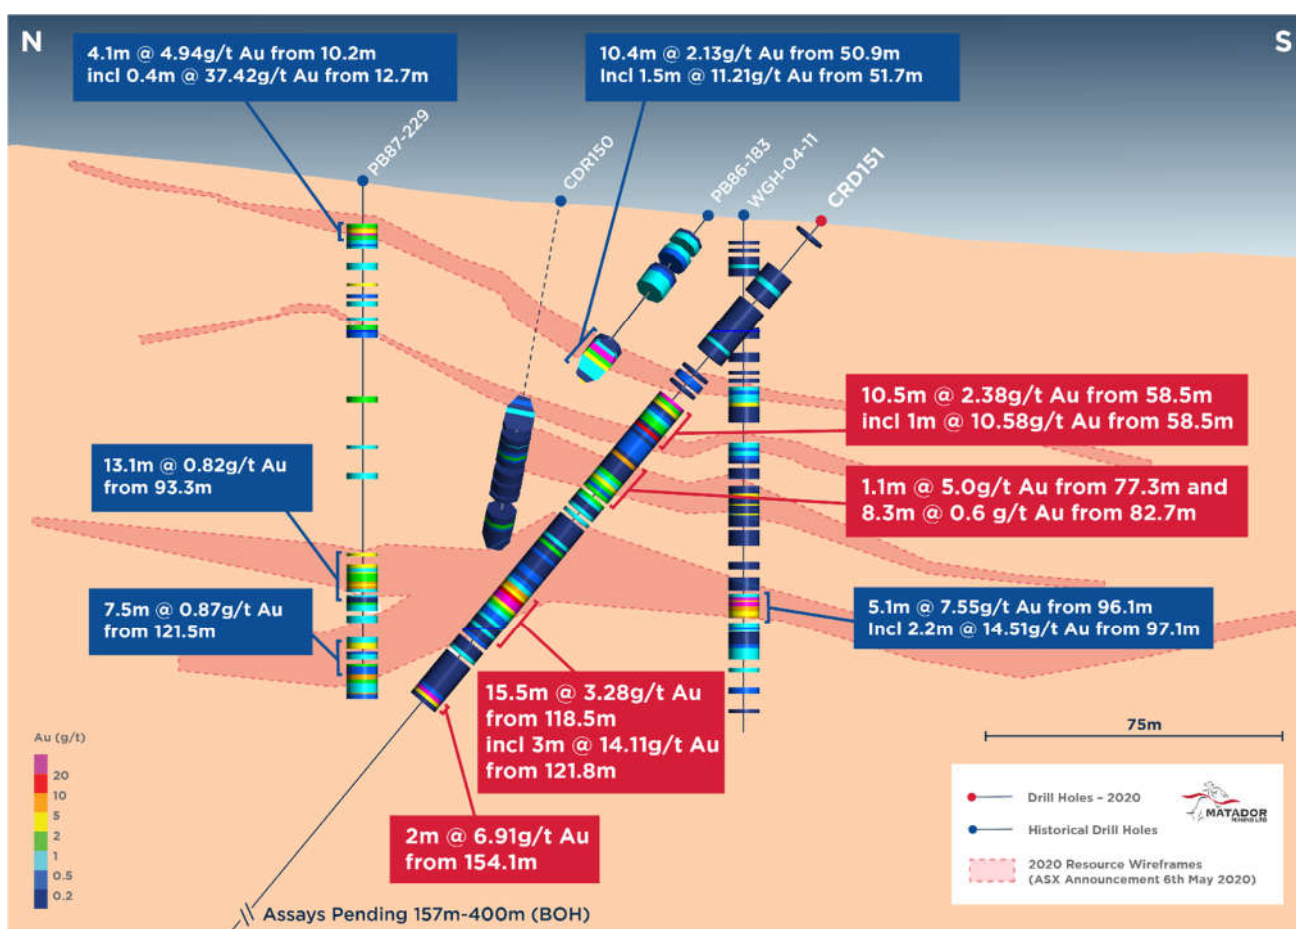 N
S
4.1m @ 4.94g/t Au from 10.2m
incl 0.4m @ 37.42g/t Au from 12.7m
10.4m @ 2.13g/t Au from 50.9m
Incl 1.5m @ 11.21g/t Au from 51.7m
PB87-229
CDR150
PB86-183
WGH-04-11
CRD151
10.5m @ 2.38g/t Au from 58.5m
incl 1m @ 10.58g/t Au from 58.5m
13.1m @ 0.82g/t Au
from 93.3m
1.1m @ 5.0g/t Au from 77.3m and
8.3m @ 0.6 g/t Au from 82.7m
7.5m @ 0.87g/t Au
from 121.5m
5.1m @ 7.55g/t Au from 96.1m
Incl 2.2m @ 14.51g/t Au from 97.1m
15.5m @ 3.28g/t Au
from 118.5m
incl 3m @ 14.11g/t Au
from 121.8m
75m
Au (g/t)
20
10
5
2
1
0.5
0.2
Drill Holes – 2020
Historical Drill Holes
2020 Resource Wireframes
(ASX Announcement 6th May 2020)
MATADOR
MINING LTD
2m @ 6.91g/t Au
from 154.1m
Assays Pending 157m-400m (BOH)